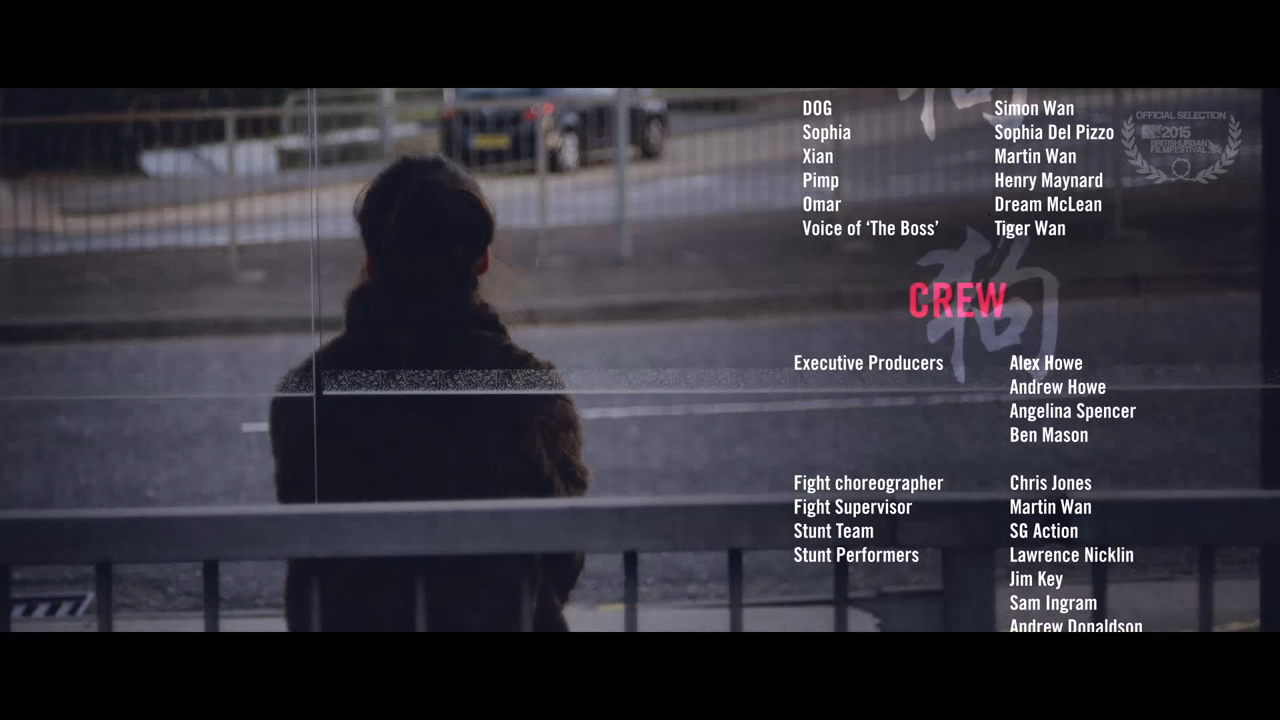 DOG Simon Wan
Sophia Sophia Del Pizzo
Xian Martin Wan
Pimp Henry Maynard
Omar Dream McLean
Voice of ‘The Boss’ Tiger Wan
OFFICIAL SELECTION
2015
BRITISHURBAN
FILMFESTIVAL
狗
CREW
Executive Producers Alex Howe
Andrew Howe
Angelina Spencer
Ben Mason
Fight choreographer Chris Jones
Fight Supervisor Martin Wan
Stunt Team SG Action
Stunt Performers Lawrence Nicklin
Jim Key
Sam Ingram
Andrew Donaldson